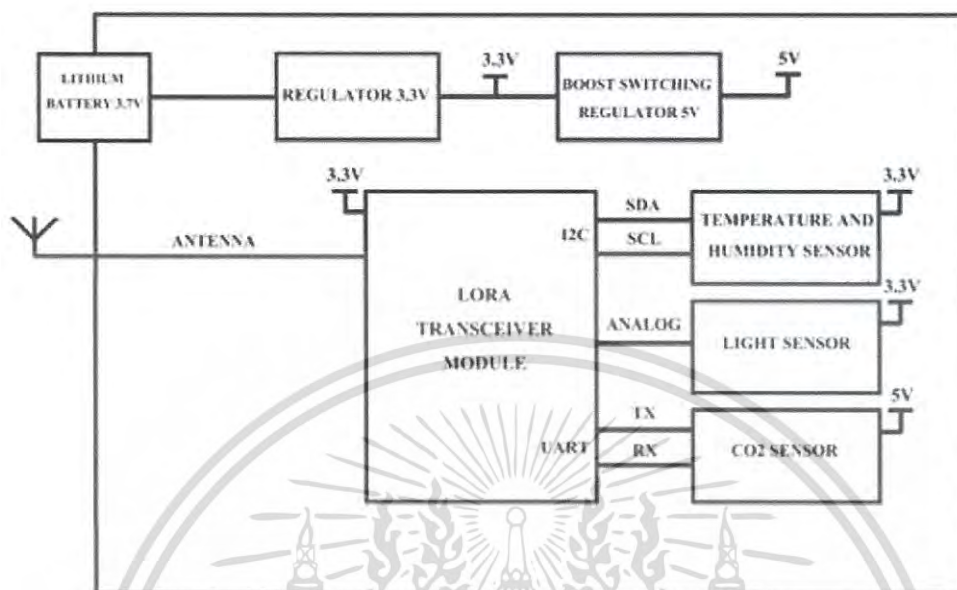 LITHIUM
BATTERY 3.7V
REGULATOR 3.3V
3.3V
BOOST SWITCHING
REGULATOR 5V
5V
ANTENNA
3.3V
LORA
TRANSCEIVER
MODULE
I2C
SDA
SCL
TEMPERATURE AND
HUMIDITY SENSOR
3.3V
ANALOG
LIGHT SENSOR
3.3V
UART
TX
RX
CO2 SENSOR
5V